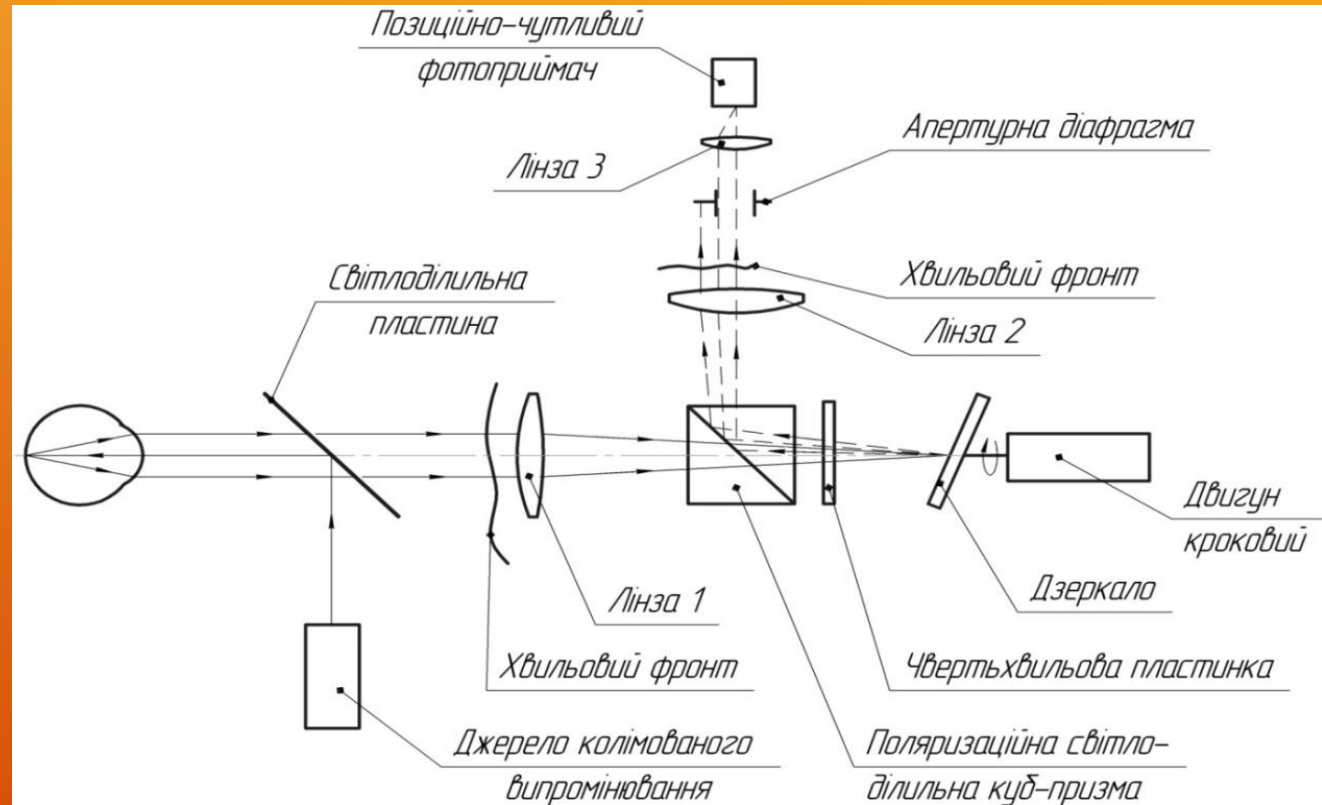 Позиційно-чутливий
фотоприймач
Апертурна діафрагма
Лінза 3
Світлоділильна
пластина
Хвильовий фронт
Лінза 2
Двигун
кроковий
Лінза 1
Дзеркало
Хвильовий фронт
Чвертьхвильова пластинка
Джерело колімованого
випромінювання
Поляризаційна світло-
ділильна куб-призма